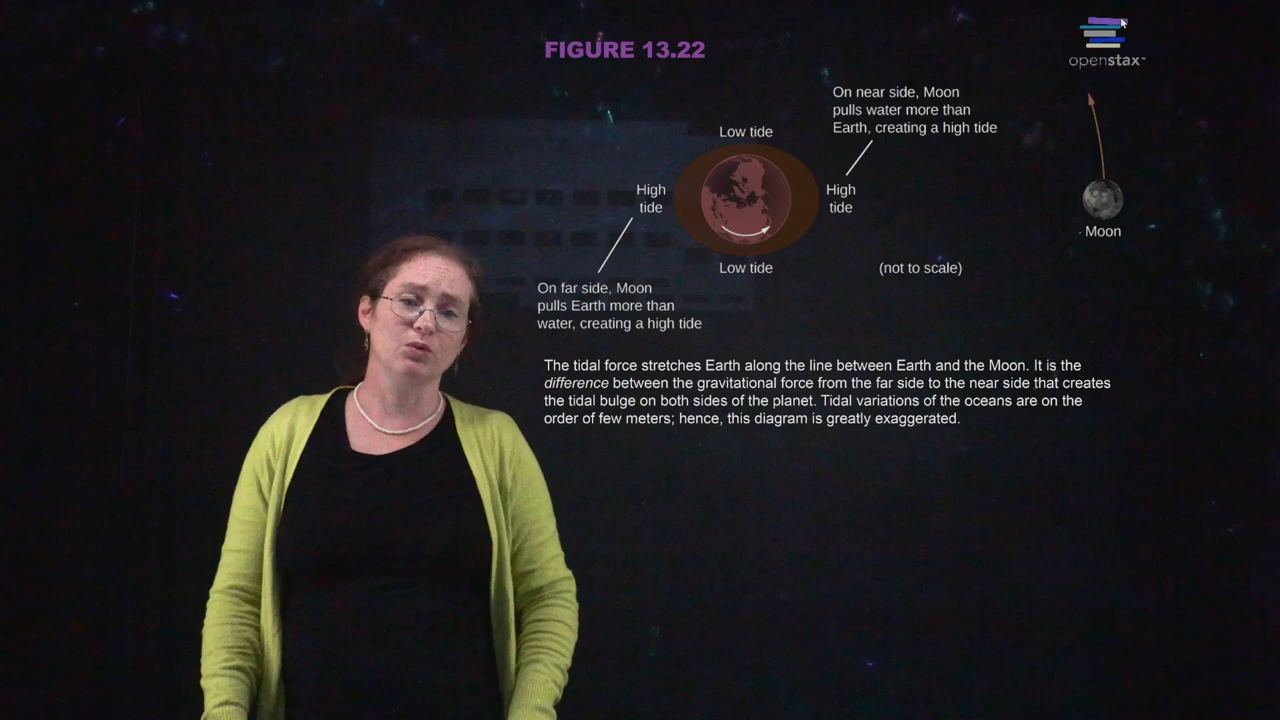 FIGURE 13.22
openstax™
On near side, Moon
pulls water more than
Earth, creating a high tide
Low tide
High
tide
High
tide
Moon
Low tide
(not to scale)
On far side, Moon
pulls Earth more than
water, creating a high tide
The tidal force stretches Earth along the line between Earth and the Moon. It is the
difference between the gravitational force from the far side to the near side that creates
the tidal bulge on both sides of the planet. Tidal variations of the oceans are on the
order of few meters; hence, this diagram is greatly exaggerated.